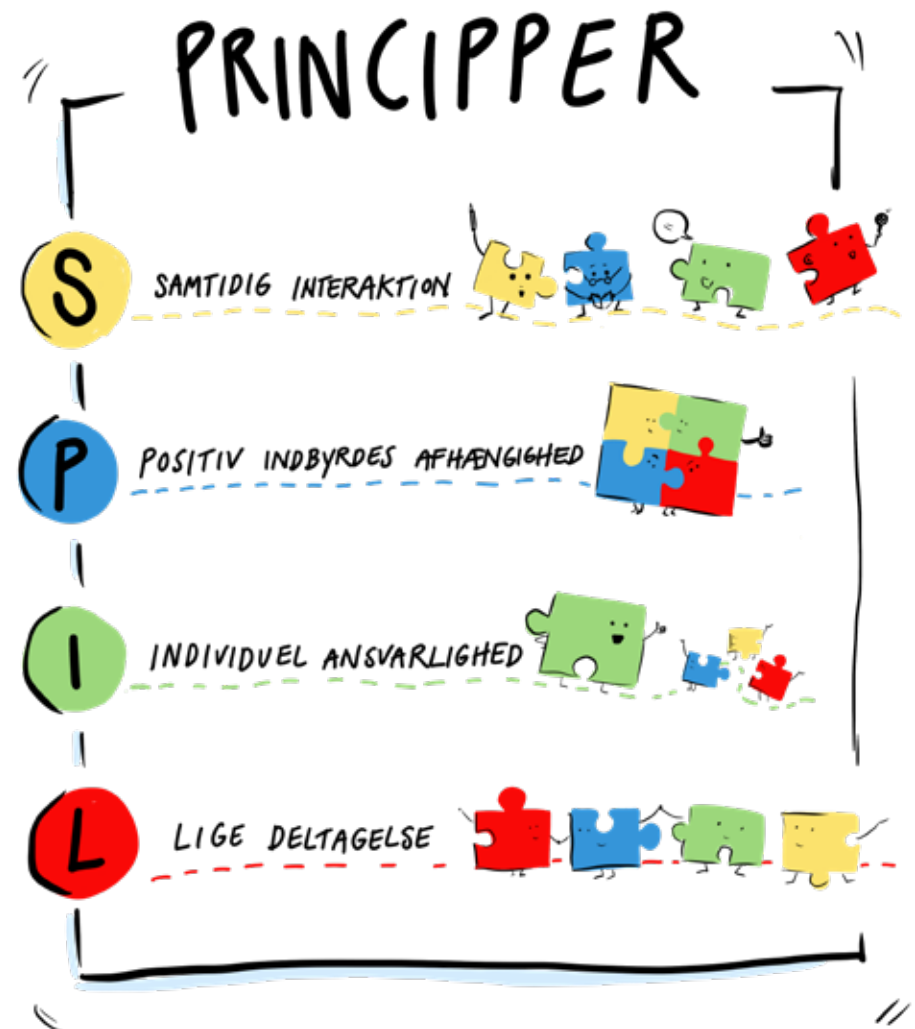 PRINCIPPER
S SAMTIDIG INTERAKTION
P POSITIV INDBYRDES AFHÆNGIGHED
I INDIVIDUEL ANSVARLIGHED
L LIGE DELTAGELSE